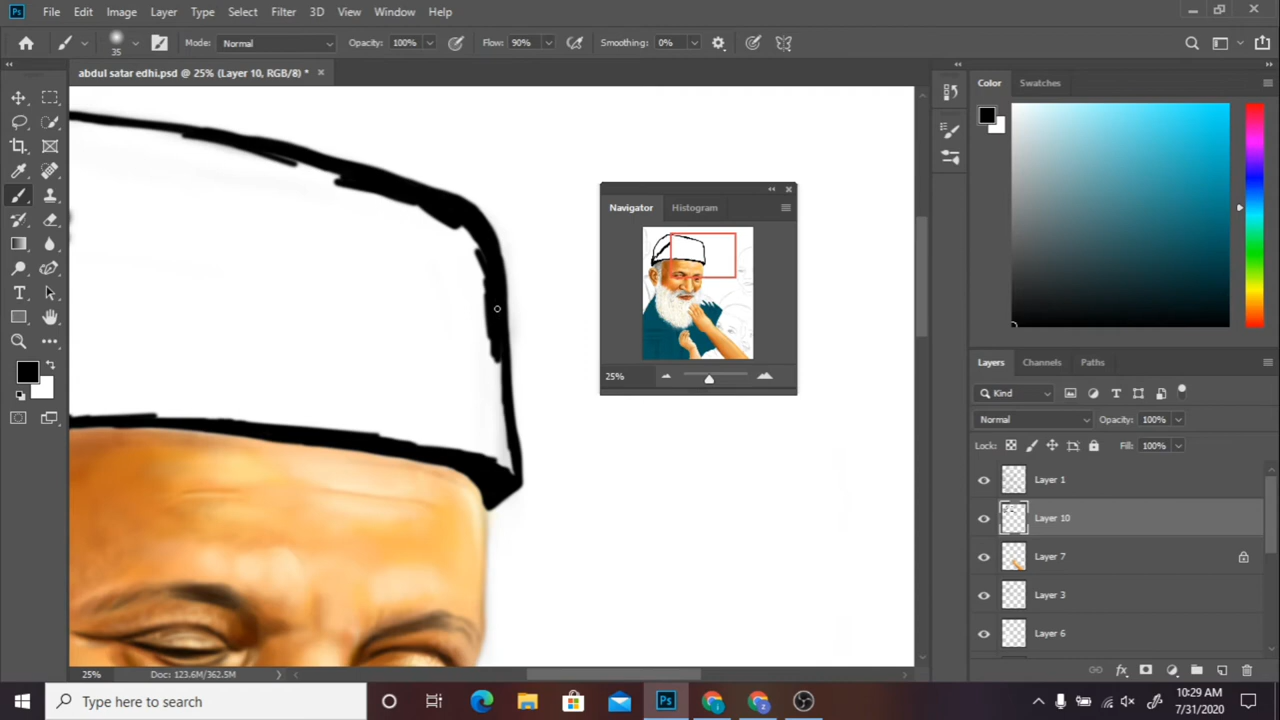 Ps File Edit Image Layer Type Select Filter 3D View Window Help
35 Mode: Normal Opacity: 100% Flow: 90% Smoothing: 0%
abdul satar edhi.psd @ 25% (Layer 10, RGB/8) *
Color Swatches
Navigator Histogram
25%
Layers Channels Paths
Kind
Normal Opacity: 100%
Lock: Fill: 100%
Layer 1
Layer 10
Layer 7
Layer 3
Layer 6
25% Doc: 123.6M/362.5M
Type here to search
Ps
10:29 AM
7/31/2020